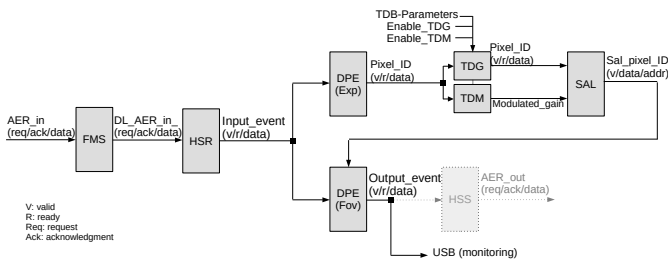 TDB-Parameters
Enable_TDG
Enable_TDM
Pixel_ID
(v/r/data)
Pixel_ID
(v/r/data)
Sal_pixel_ID
(v/data/addr)
DPE
(Exp)
TDG
TDM
SAL
Modulated_gain
AER_in
(req/ack/data)
DL_AER_in_
(req/ack/data)
Input_event
(v/r/data)
FMS
HSR
Output_event
(v/r/data)
AER_out
(req/ack/data)
DPE
(Fov)
HSS
V: valid
R: ready
Req: request
Ack: acknowledgment
USB (monitoring)